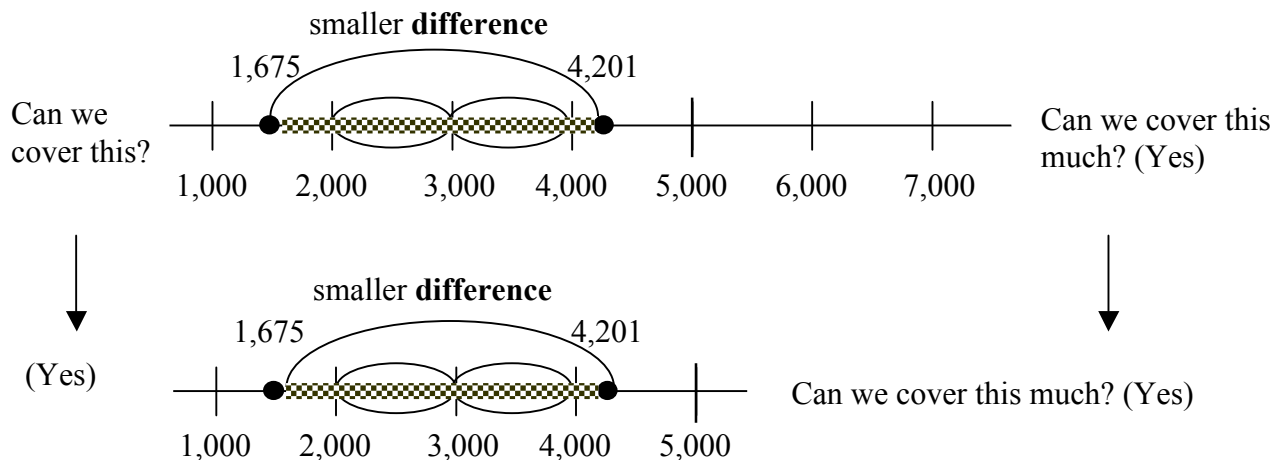 smaller difference
1,675 4,201
Can we
cover this?
Can we cover this
much? (Yes)
1,000 2,000 3,000 4,000 5,000 6,000 7,000
smaller difference
1,675 4,201
(Yes)
Can we cover this much? (Yes)
1,000 2,000 3,000 4,000 5,000